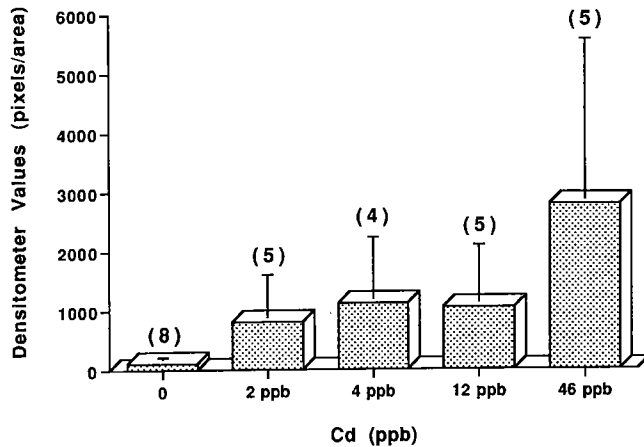 Densitometer Values (pixels/area)
6000
5000
4000
3000
2000
1000
0
(8)
(5)
(4)
(5)
(5)
0
2 ppb
4 ppb
12 ppb
46 ppb
Cd (ppb)